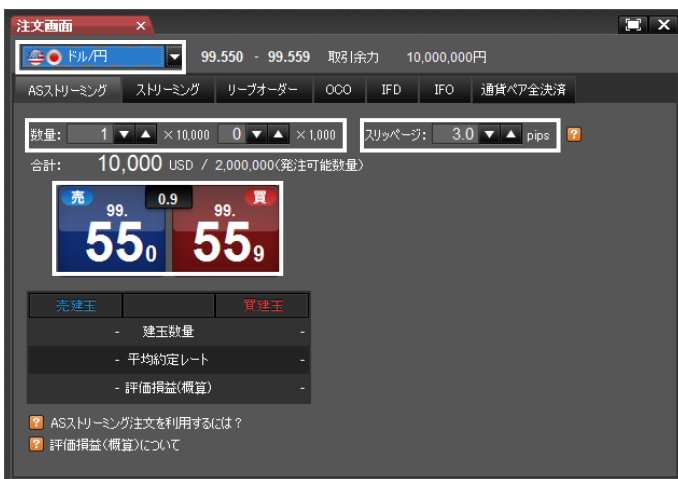 注文画面 ×
ドル/円 99.550 - 99.559 取引余力 10,000,000円
ASストリーミング ストリーミング リーブオーダー OCO IFD IFO 通貨ペア全決済
数量: 1 ×10,000 0 ×1,000 スリッページ: 3.0 pips ?
合計: 10,000 USD / 2,000,000(発注可能数量)
売 0.9 買
99. 99.
550 559
売建玉 買建玉
- 建玉数量 -
- 平均約定レート -
- 評価損益(概算) -
? ASストリーミング注文を利用するには?
? 評価損益(概算)について